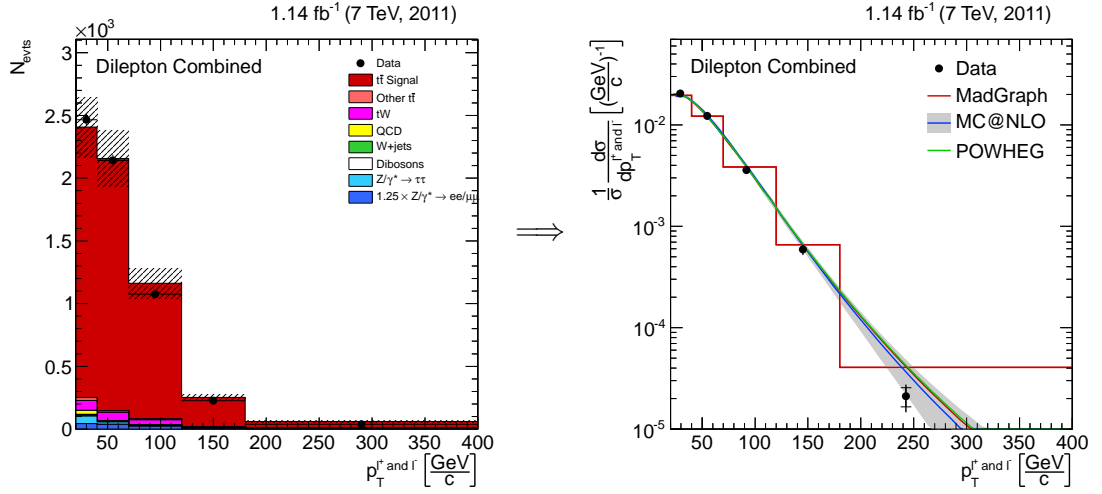 1.14 fb⁻¹ (7 TeV, 2011)
×10³
N_evts
Dilepton Combined
Data
tt̄ Signal
Other tt̄
tW
QCD
W+jets
Dibosons
Z/γ* → ττ
1.25 × Z/γ* → ee/μμ
3
2.5
2
1.5
1
0.5
0
50 100 150 200 250 300 350 400
p_T^{l⁺ and l⁻} [GeV/c]
⇒
1.14 fb⁻¹ (7 TeV, 2011)
1/σ dσ/dp_T^{l⁺ and l⁻} [(GeV/c)⁻¹]
Dilepton Combined
Data
MadGraph
MC@NLO
POWHEG
10⁻²
10⁻³
10⁻⁴
10⁻⁵
50 100 150 200 250 300 350 400
p_T^{l⁺ and l⁻} [GeV/c]